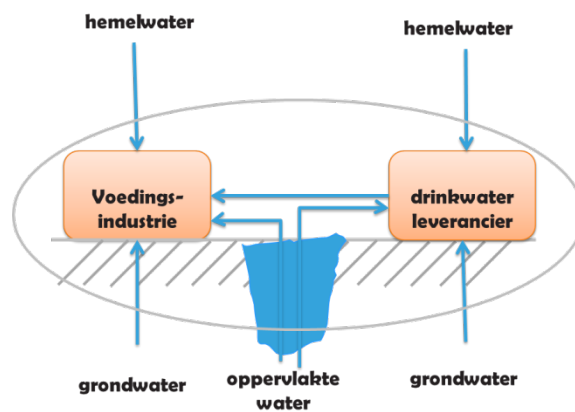 hemelwater
hemelwater
Voedings-
industrie
drinkwater
leverancier
grondwater
oppervlakte
water
grondwater